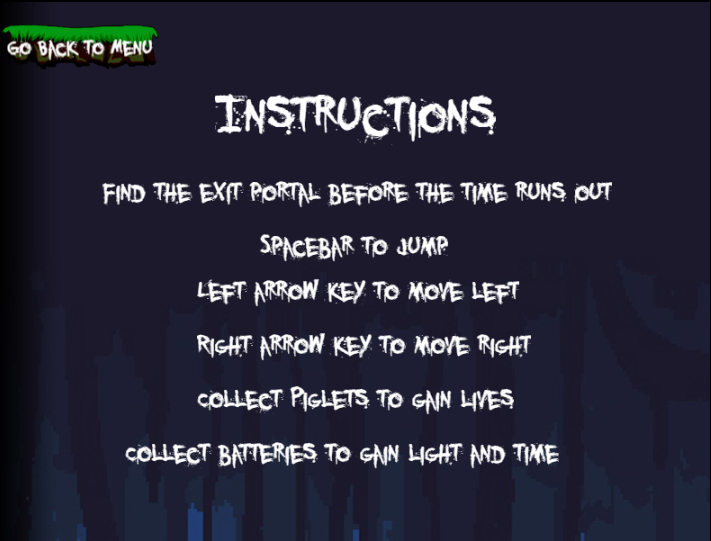 GO BACK TO MENU
INSTRUCTIONS
FIND THE EXIT PORTAL BEFORE THE TIME RUNS OUT
SPACEBAR TO JUMP
LEFT ARROW KEY TO MOVE LEFT
RIGHT ARROW KEY TO MOVE RIGHT
COLLECT PIGLETS TO GAIN LIVES
COLLECT BATTERIES TO GAIN LIGHT AND TIME